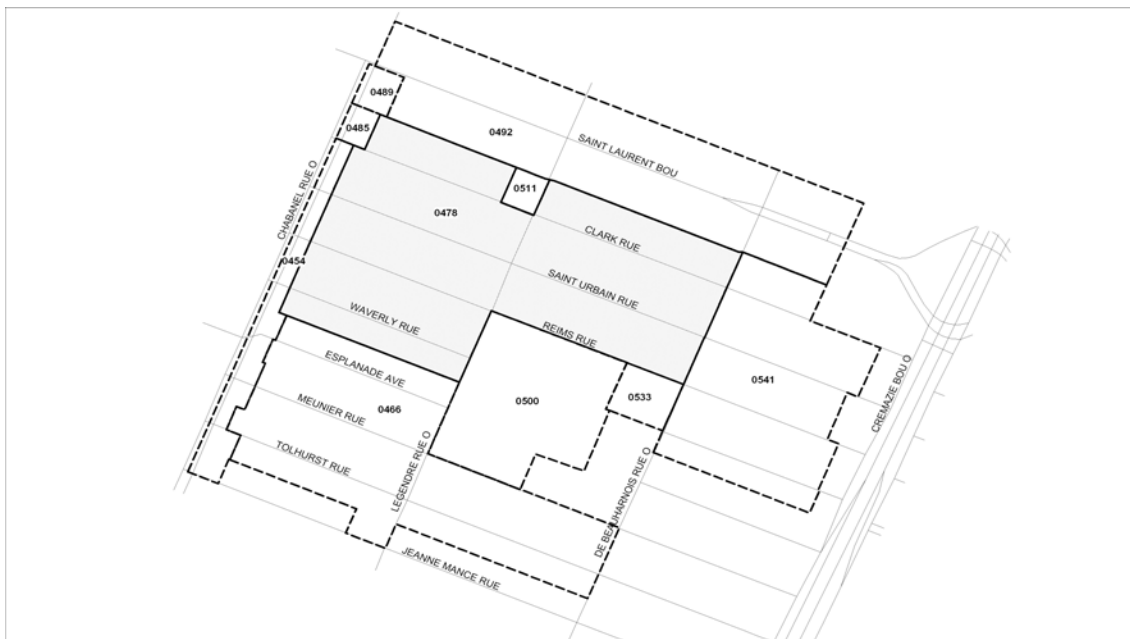 0489
0485
0492
SAINT LAURENT BOU
0511
CHABANEL RUE O
0478
CLARK RUE
0454
SAINT URBAIN RUE
WAVERLY RUE
REIMS RUE
ESPLANADE AVE
0541
CREMAZIE BOU O
0466
0500
0533
MEUNIER RUE
TOLHURST RUE
LEGENDRE RUE O
DE BEAUHARNOIS RUE O
JEANNE MANCE RUE